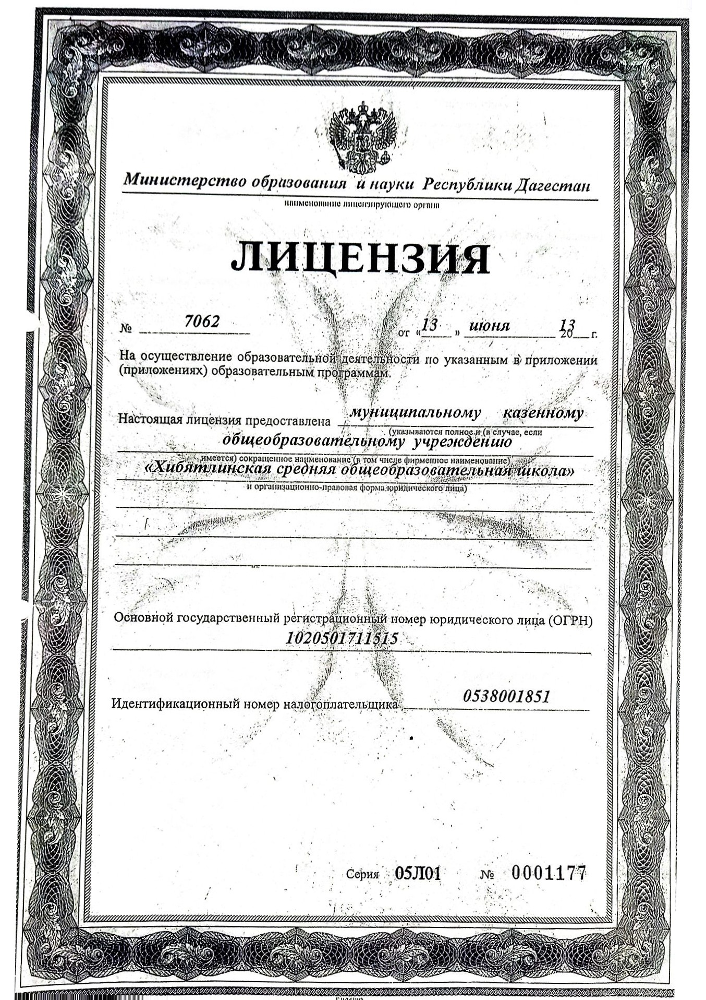 Министерство образования и науки Республики Дагестан
наименование лицензирующего органа
ЛИЦЕНЗИЯ
№ 7062 от «13» июня 2013 г.
На осуществление образовательной деятельности по указанным в приложении
(приложениях) образовательным программам.
Настоящая лицензия предоставлена муниципальному казенному
(указываются полное и (в случае, если
общеобразовательному учреждению
имеется) сокращенное наименование (в том числе фирменное наименование)
«Хибятлинская средняя общеобразовательная школа»
и организационно-правовая форма юридического лица)
Основной государственный регистрационный номер юридического лица (ОГРН)
1020501711515
Идентификационный номер налогоплательщика 0538001851
Серия 05Л01 № 0001177